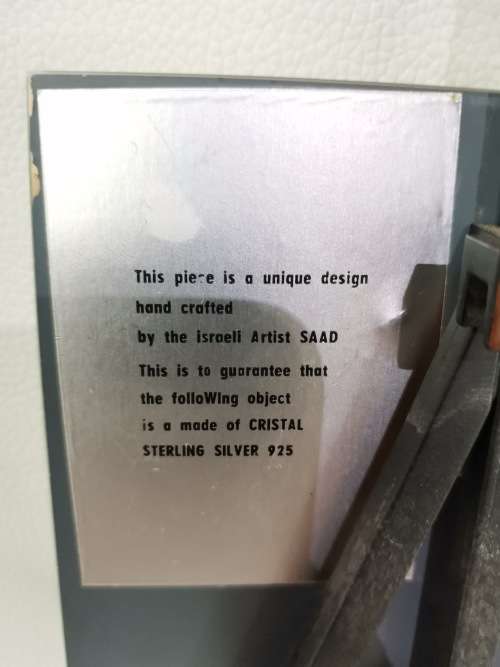 This piece is a unique design
hand crafted
by the israeli Artist SAAD
This is to guarantee that
the folloWIng object
is a made of CRISTAL
STERLING SILVER 925